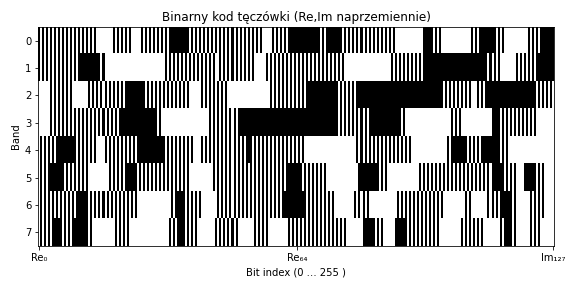 Binarny kod tęczówki (Re,Im naprzemiennie)
Band
0
1
2
3
4
5
6
7
Re₀
Re₆₄
Im₁₂₇
Bit index (0 ... 255 )